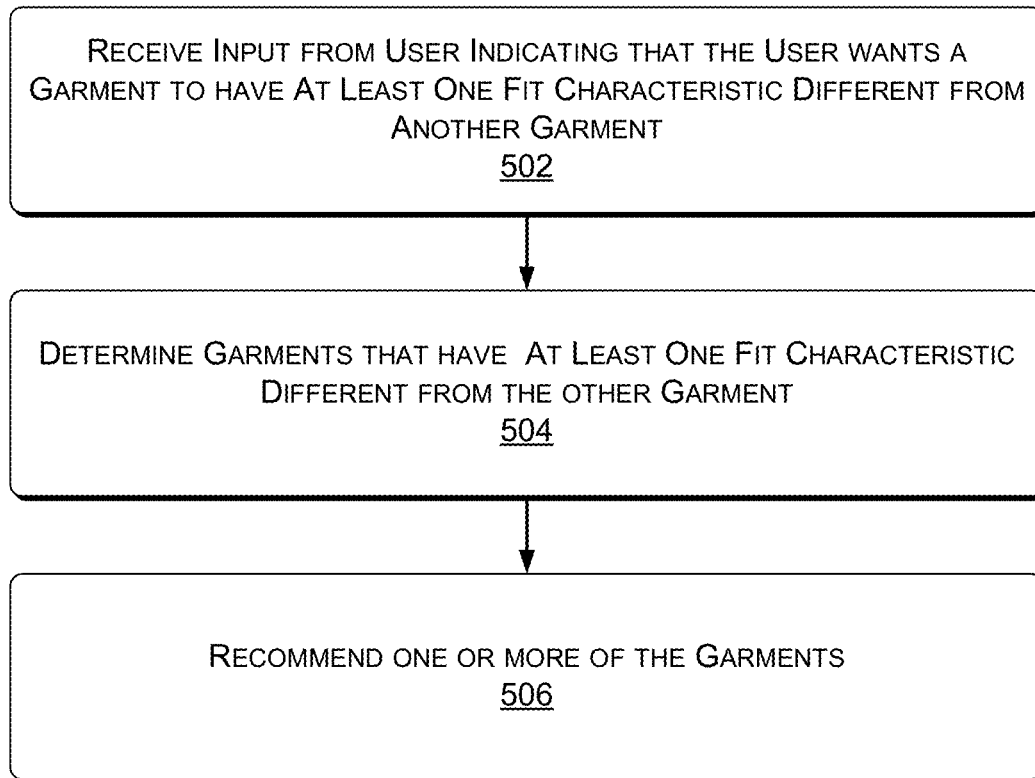 RECEIVE INPUT FROM USER INDICATING THAT THE USER WANTS A
GARMENT TO HAVE AT LEAST ONE FIT CHARACTERISTIC DIFFERENT FROM
ANOTHER GARMENT
502
DETERMINE GARMENTS THAT HAVE AT LEAST ONE FIT CHARACTERISTIC
DIFFERENT FROM THE OTHER GARMENT
504
RECOMMEND ONE OR MORE OF THE GARMENTS
506